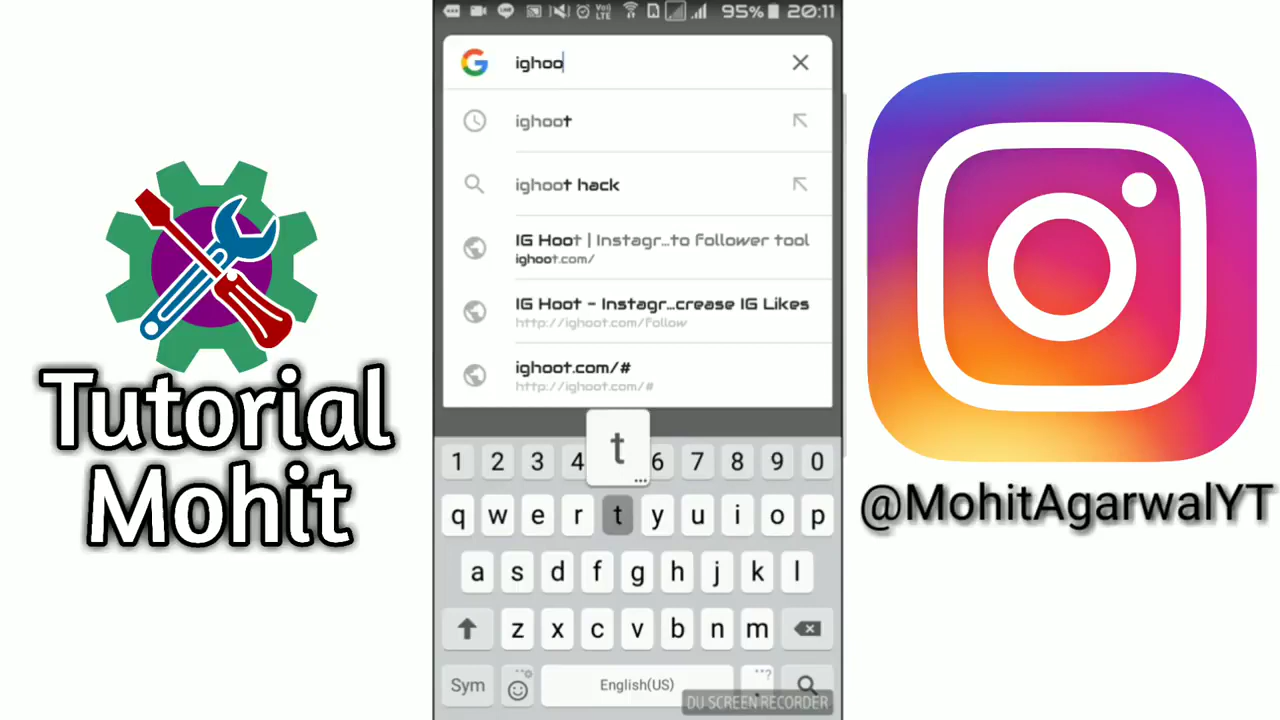 95% 20:11
Vo)
LTE
ighoo
ighoot
ighoot hack
IG Hoot | Instagr...to follower tool
ighoot.com/
IG Hoot - Instagr...crease IG Likes
http://ighoot.com/follow
ighoot.com/#
http://ighoot.com/#
t
...
1 2 3 4 6 7 8 9 0
q w e r t y u i o p
a s d f g h j k l
z x c v b n m
Sym English(US) . ...?
DU SCREEN RECORDER
Tutorial
Mohit
@MohitAgarwalYT